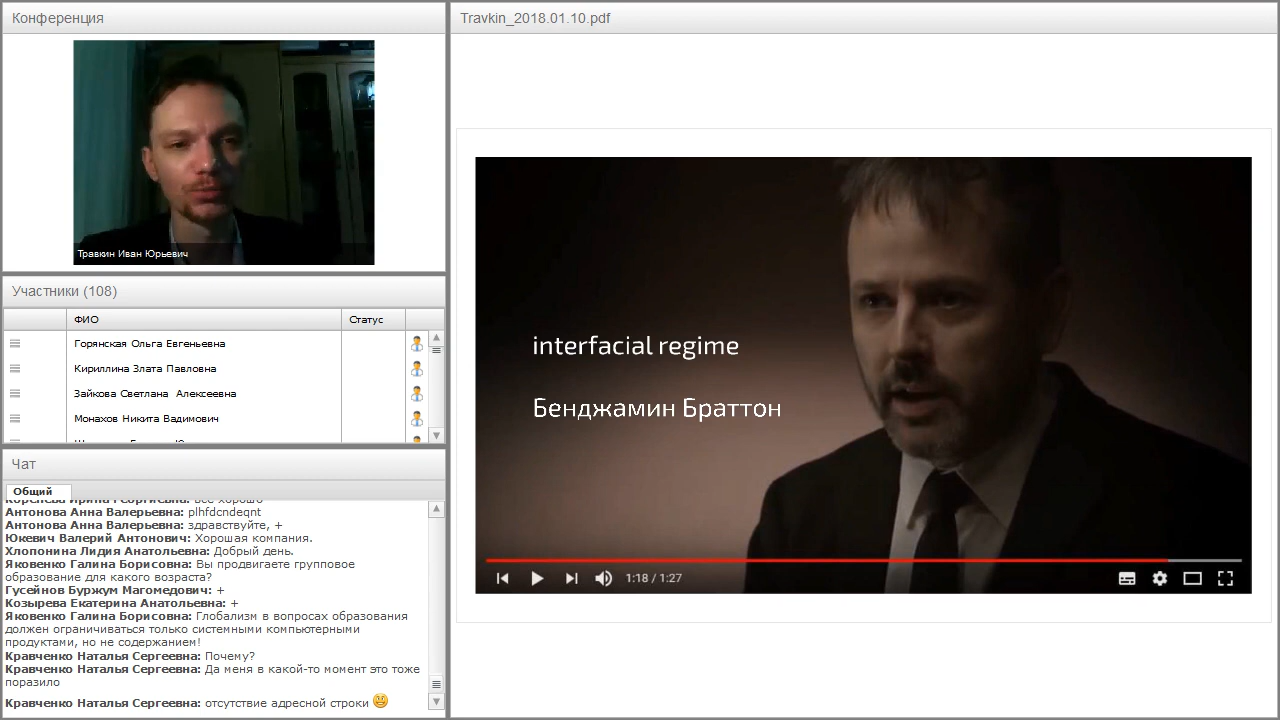 Конференция
Травкин Иван Юрьевич
Участники (108)
ФИО
Статус
Горянская Ольга Евгеньевна
Кириллина Злата Павловна
Зайкова Светлана Алексеевна
Монахов Никита Вадимович
Чат
Общий
Коренева Ирина Георгиевна: все хорошо
Антонова Анна Валерьевна: plhfdcndeqnt
Антонова Анна Валерьевна: здравствуйте, +
Юкевич Валерий Антонович: Хорошая компания.
Хлопонина Лидия Анатольевна: Добрый день.
Яковенко Галина Борисовна: Вы продвигаете групповое
образование для какого возраста?
Гусейнов Буржум Магомедович: +
Козырева Екатерина Анатольевна: +
Яковенко Галина Борисовна: Глобализм в вопросах образования
должен ограничиваться только системными компьютерными
продуктами, но не содержанием!
Кравченко Наталья Сергеевна: Почему?
Кравченко Наталья Сергеевна: Да меня в какой-то момент это тоже
поразило
Кравченко Наталья Сергеевна: отсутствие адресной строки
Travkin_2018.01.10.pdf
interfacial regime
Бенджамин Браттон
1:18 / 1:27